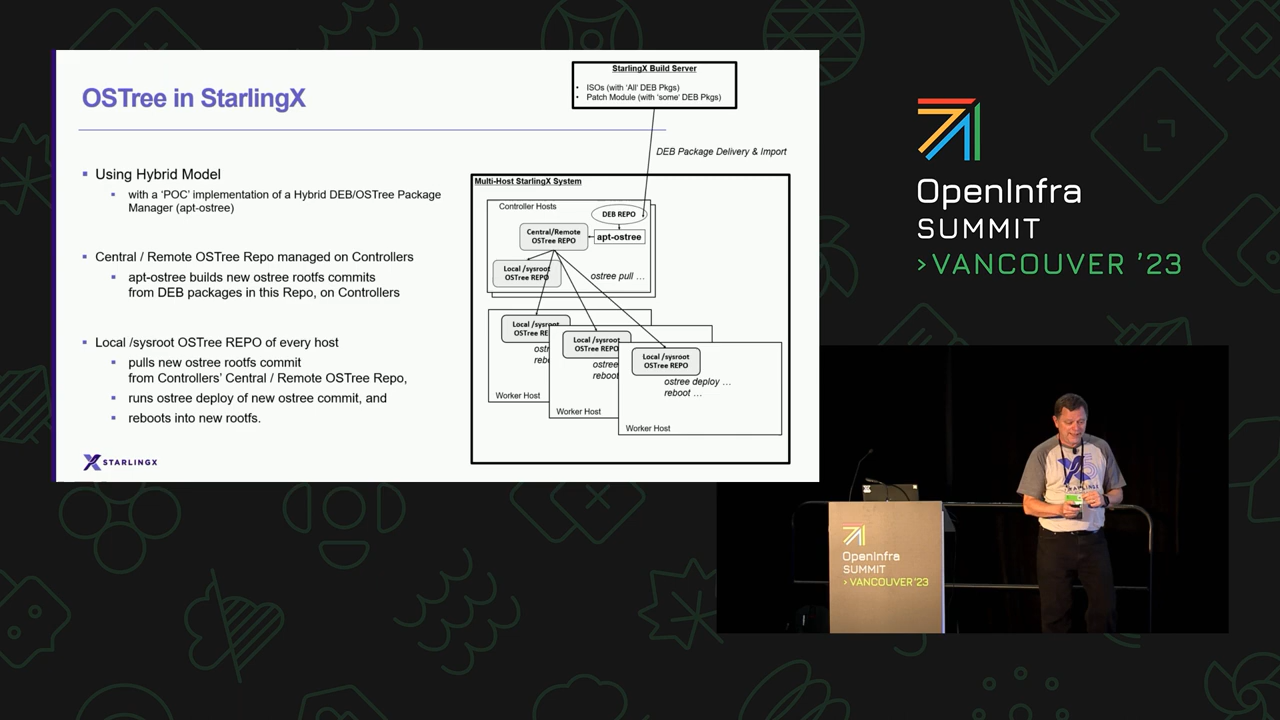 OSTree in StarlingX
▪ Using Hybrid Model
▪ with a ‘POC’ implementation of a Hybrid DEB/OSTree Package
Manager (apt-ostree)
▪ Central / Remote OSTree Repo managed on Controllers
▪ apt-ostree builds new ostree rootfs commits
from DEB packages in this Repo, on Controllers
▪ Local /sysroot OSTree REPO of every host
▪ pulls new ostree rootfs commit
from Controllers’ Central / Remote OSTree Repo,
▪ runs ostree deploy of new ostree commit, and
▪ reboots into new rootfs.
STARLINGX
StarlingX Build Server
• ISOs (with ‘All’ DEB Pkgs)
• Patch Module (with ‘some’ DEB Pkgs)
DEB Package Delivery & Import
Multi-Host StarlingX System
Controller Hosts
DEB REPO
apt-ostree
Central/Remote
OSTree REPO
Local /sysroot
OSTree REPO
ostree pull …
Local /sysroot
OSTree RE
ostr
rebo
Worker Host
Local /sysroot
OSTree REPO
ostree
reboot
Worker Host
Local /sysroot
OSTree REPO
ostree deploy …
reboot …
Worker Host
OpenInfra
SUMMIT
>VANCOUVER ’23
OpenInfra
SUMMIT
> VANCOUVER ’23